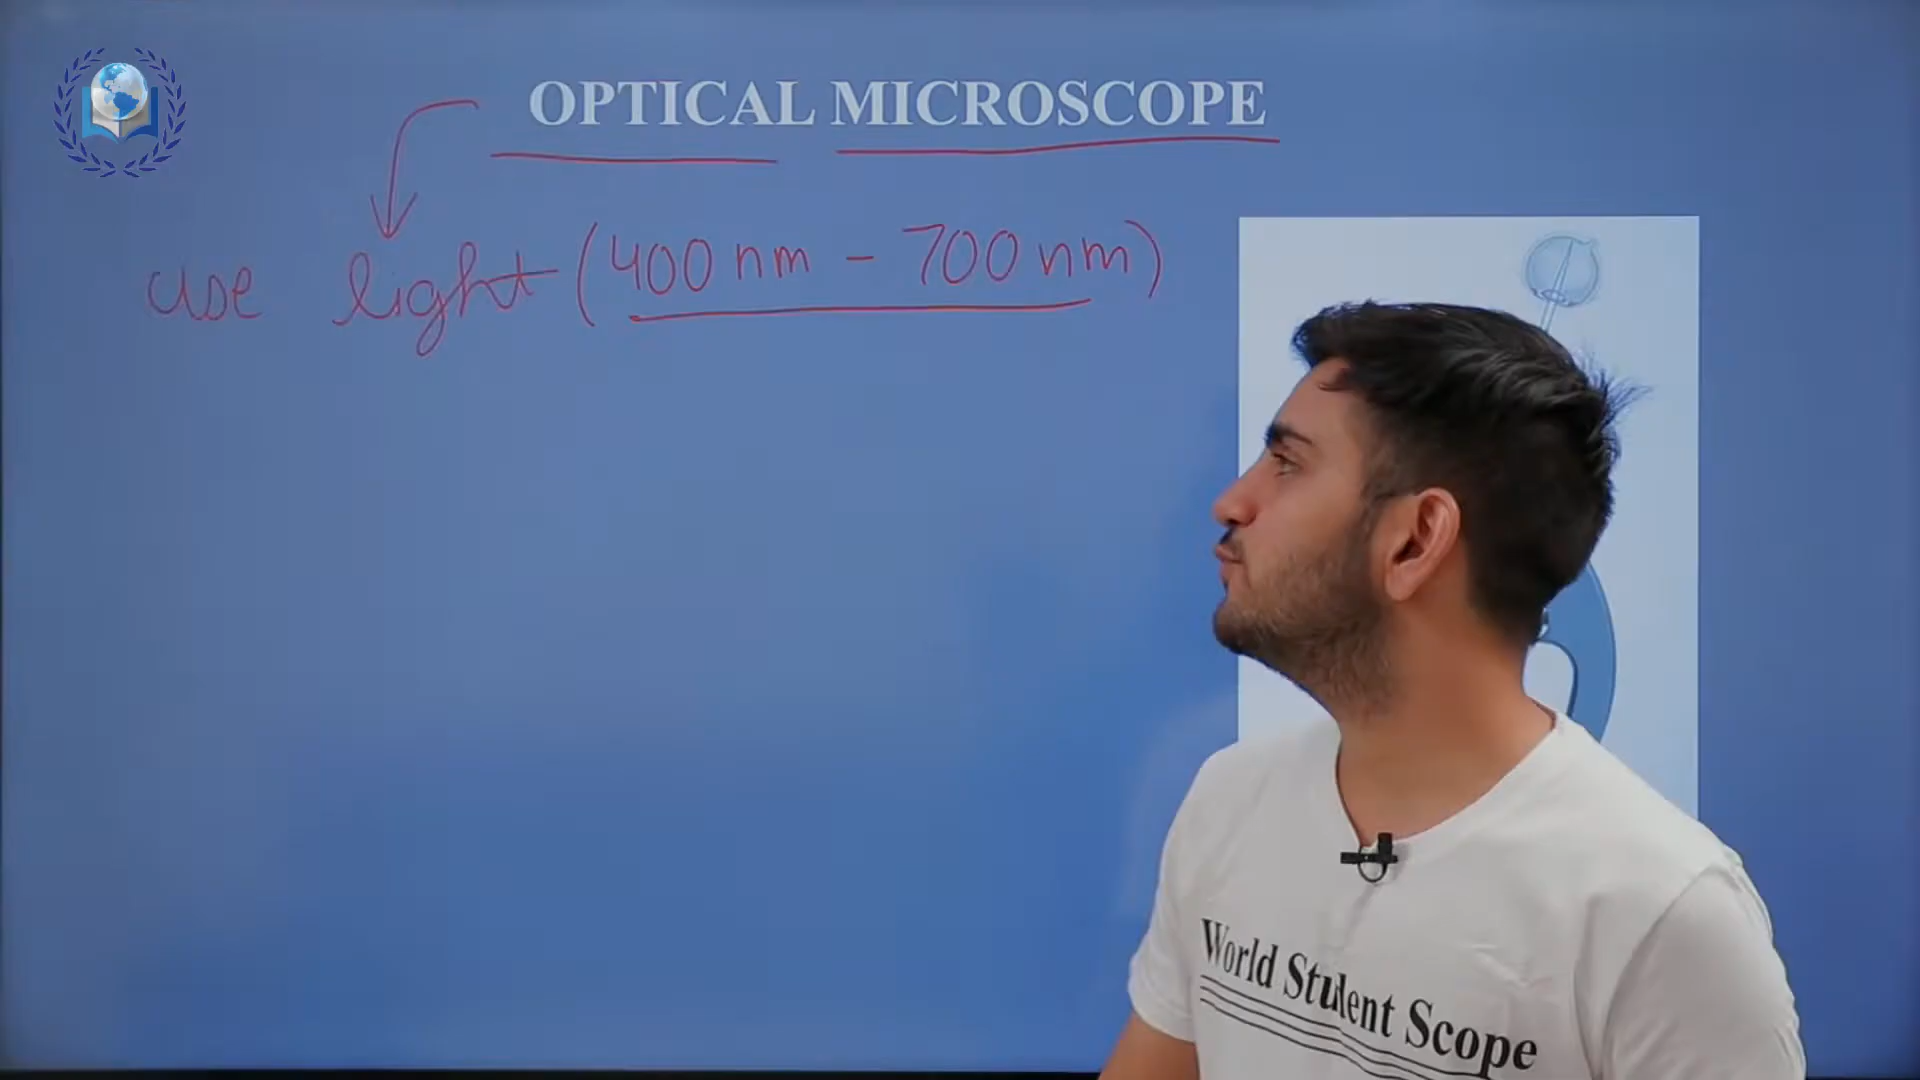 OPTICAL MICROSCOPE
use light (400 nm - 700 nm)
World Student Scope